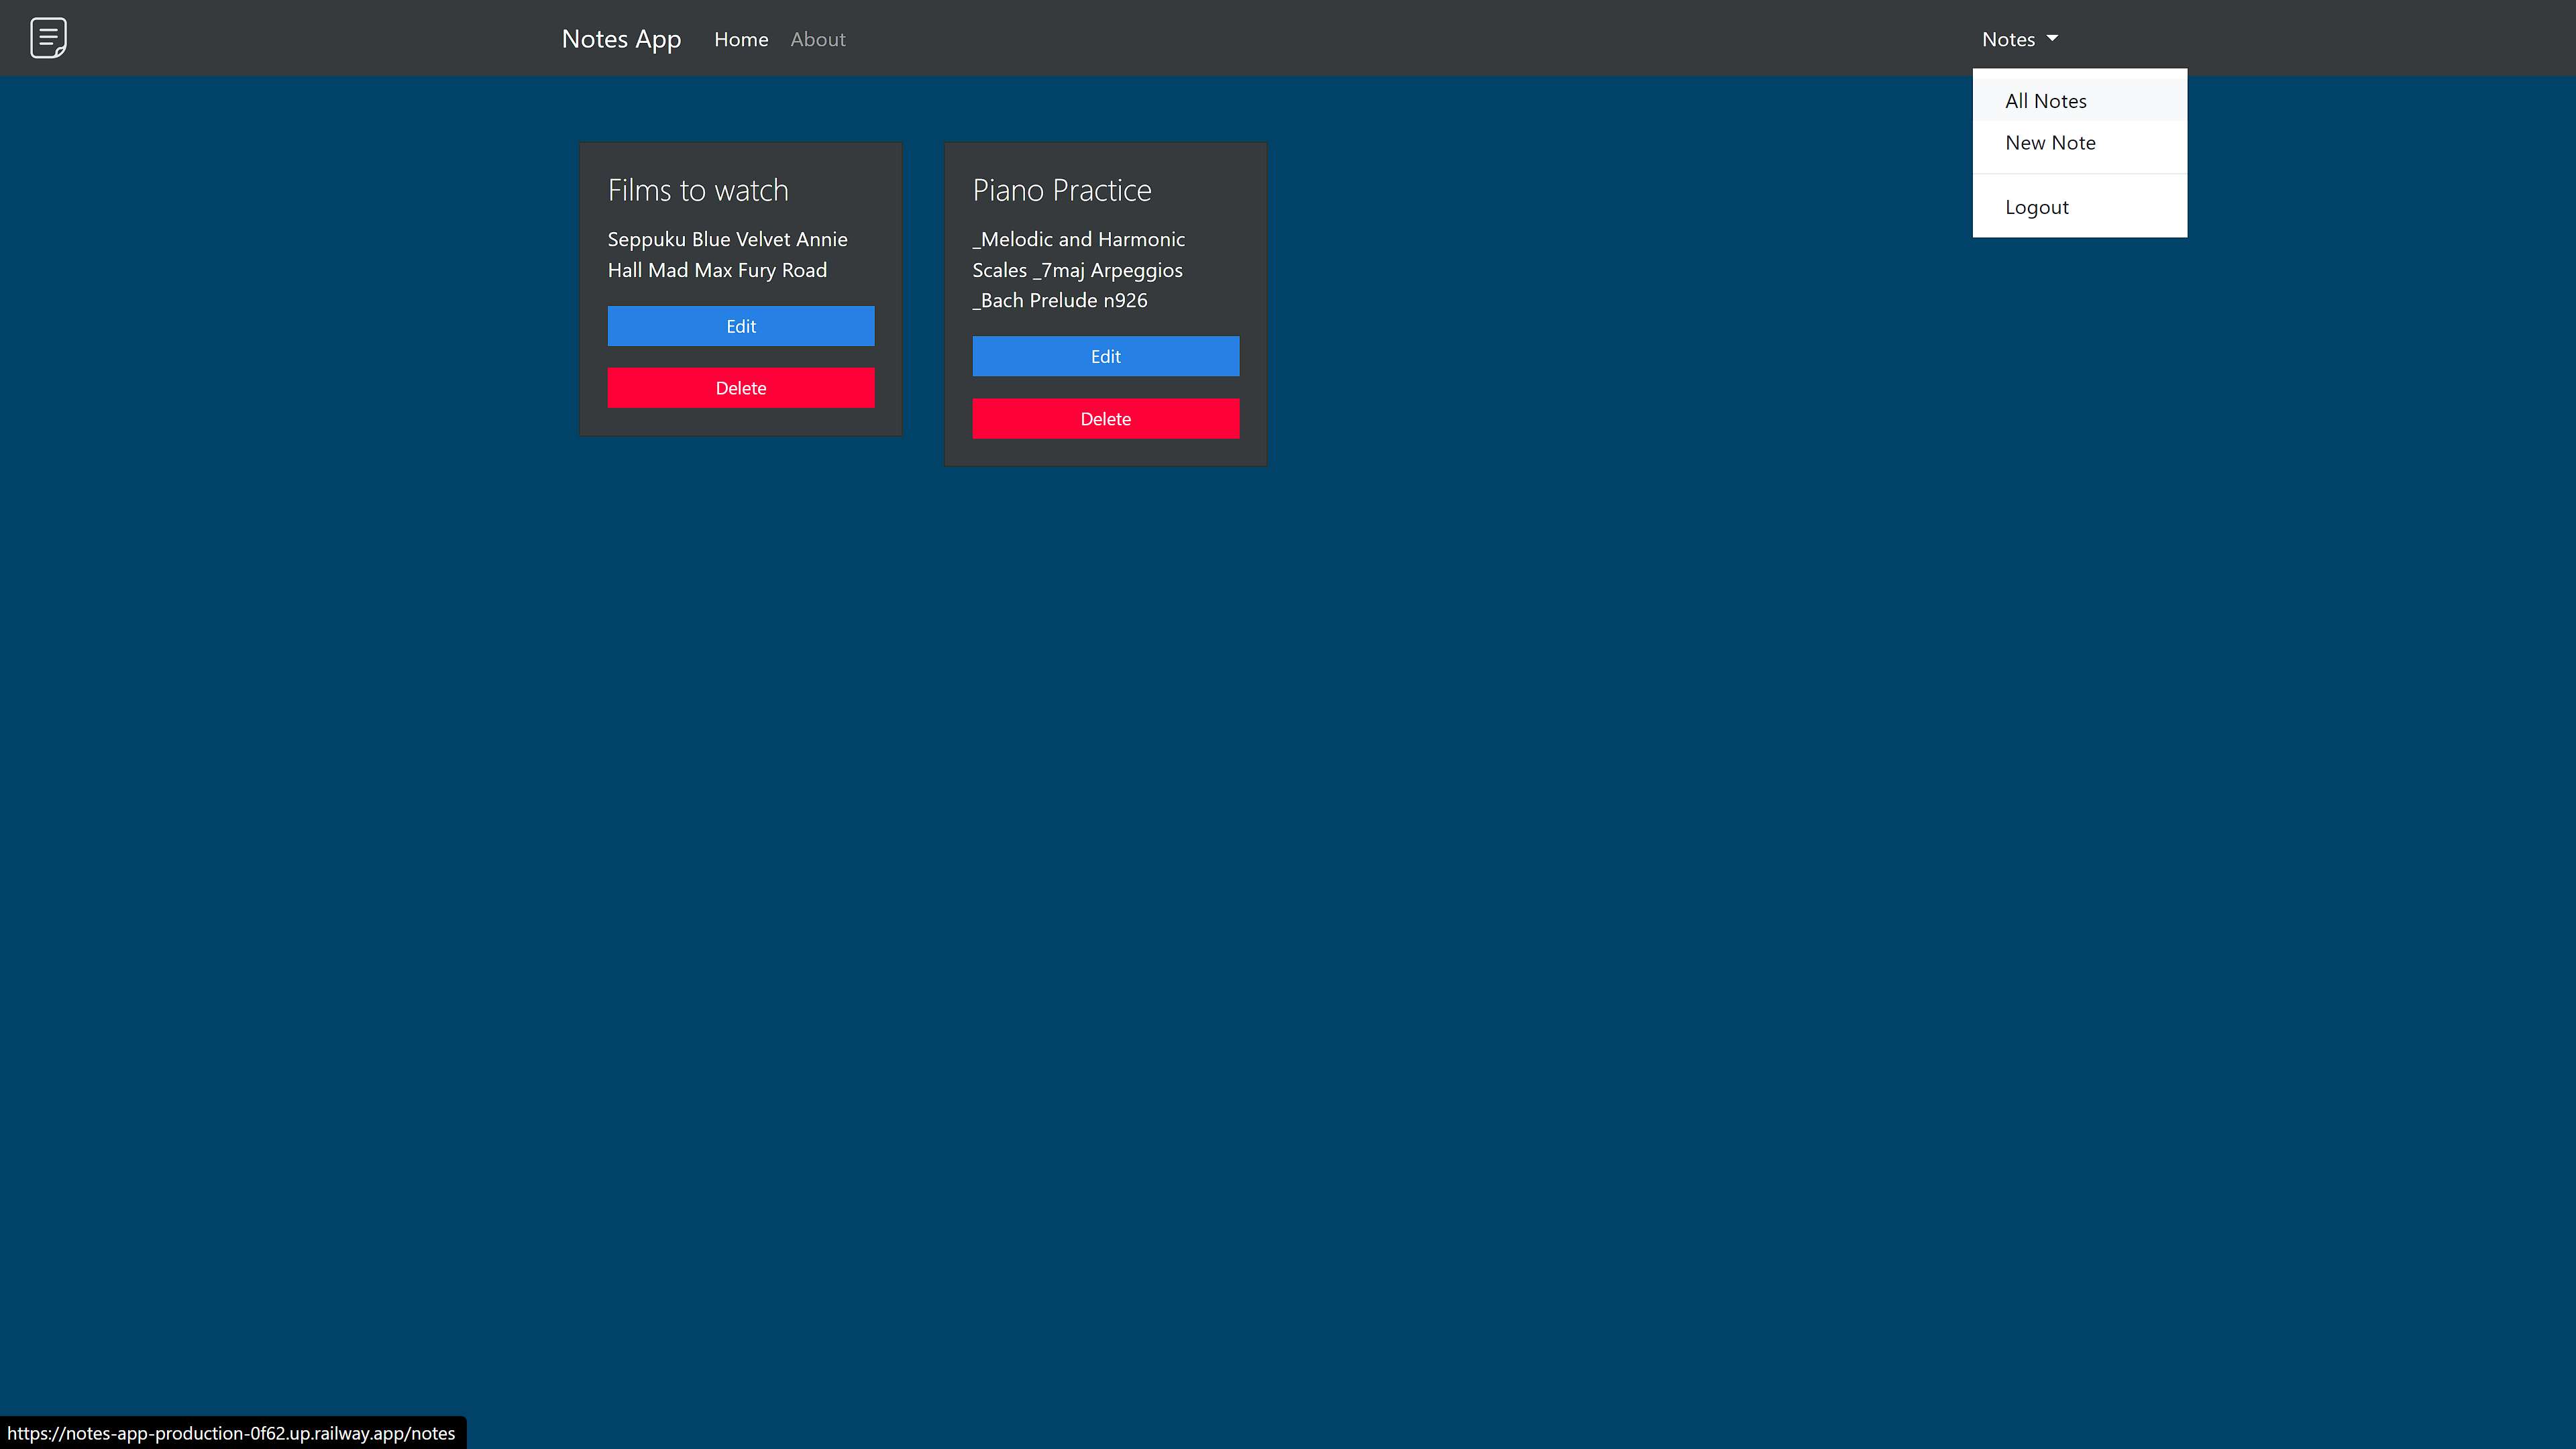 Notes App
Home
About
Notes
All Notes
New Note
Logout
Films to watch
Seppuku Blue Velvet Annie
Hall Mad Max Fury Road
Edit
Delete
Piano Practice
_Melodic and Harmonic
Scales _7maj Arpeggios
_Bach Prelude n926
Edit
Delete
https://notes-app-production-0f62.up.railway.app/notes